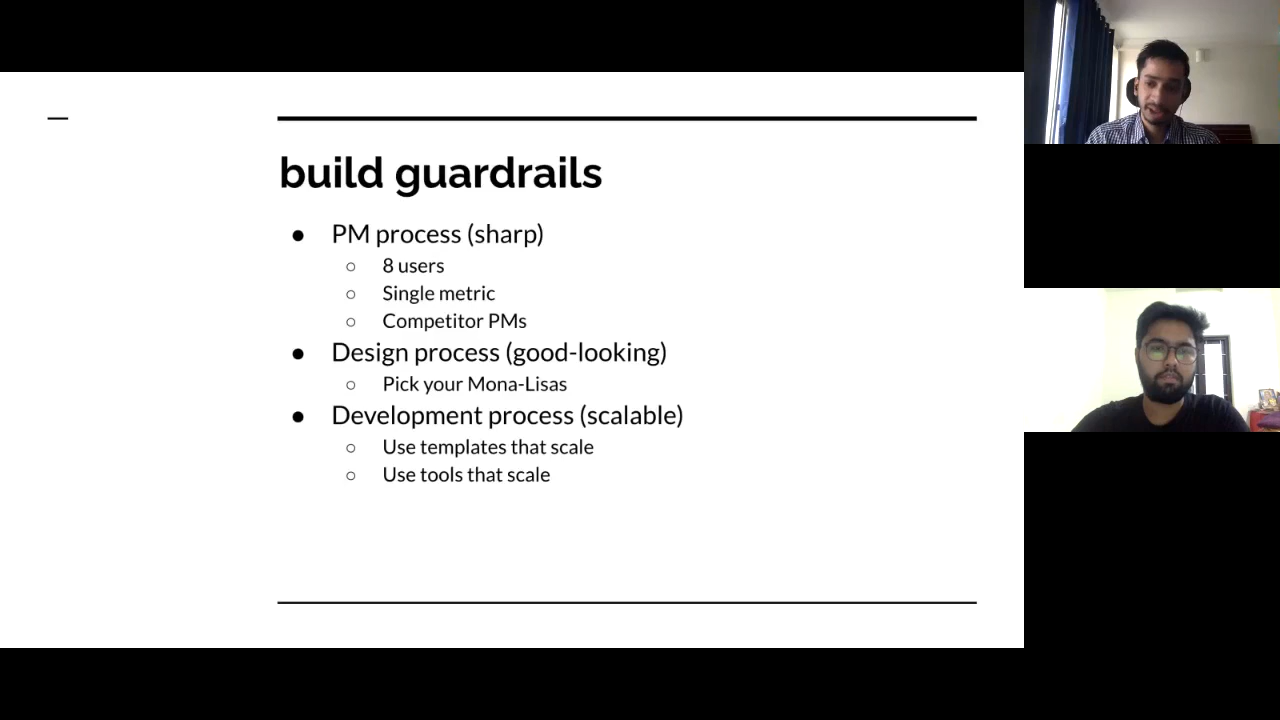 build guardrails
● PM process (sharp)
○ 8 users
○ Single metric
○ Competitor PMs
● Design process (good-looking)
○ Pick your Mona-Lisas
● Development process (scalable)
○ Use templates that scale
○ Use tools that scale